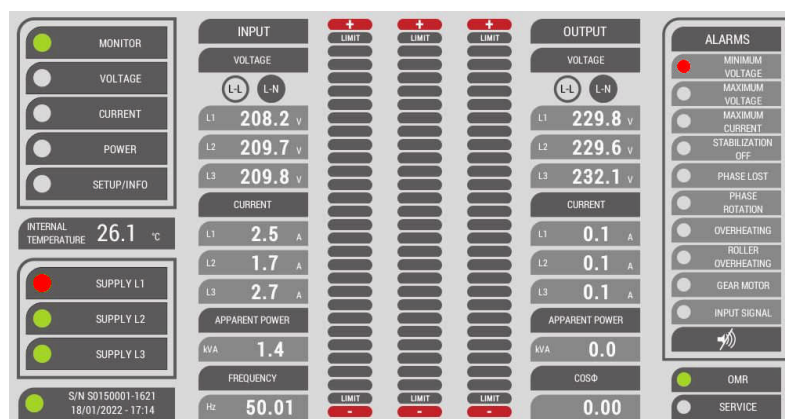 MONITOR
VOLTAGE
CURRENT
POWER
SETUP/INFO
INTERNAL
TEMPERATURE 26.1 °C
SUPPLY L1
SUPPLY L2
SUPPLY L3
S/N S0150001-1621
18/01/2022 - 17:14
INPUT
VOLTAGE
L-L L-N
L1 208.2 V
L2 209.7 V
L3 209.8 V
CURRENT
L1 2.5 A
L2 1.7 A
L3 2.7 A
APPARENT POWER
kVA 1.4
FREQUENCY
Hz 50.01
+ + +
LIMIT LIMIT LIMIT
LIMIT LIMIT LIMIT
- - -
OUTPUT
VOLTAGE
L-L L-N
L1 229.8 V
L2 229.6 V
L3 232.1 V
CURRENT
L1 0.1 A
L2 0.1 A
L3 0.1 A
APPARENT POWER
kVA 0.0
COSΦ
0.00
ALARMS
MINIMUM
VOLTAGE
MAXIMUM
VOLTAGE
MAXIMUM
CURRENT
STABILIZATION
OFF
PHASE LOST
PHASE
ROTATION
OVERHEATING
ROLLER
OVERHEATING
GEAR MOTOR
INPUT SIGNAL
OMR
SERVICE